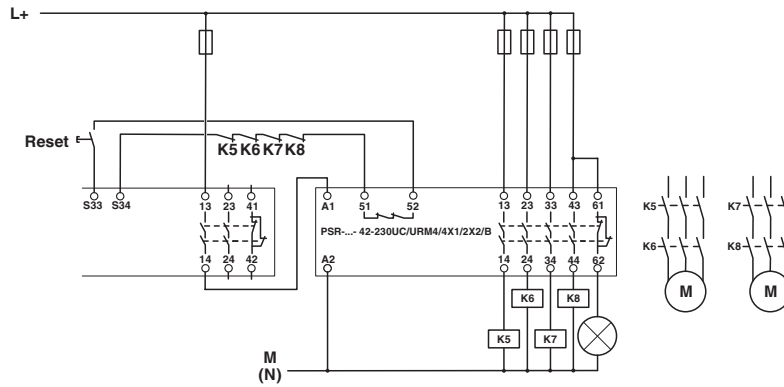 L+
Reset
K5 K6 K7 K8
S33 S34 13 23 41 A1 51 52 13 23 33 43 61
PSR-...- 42-230UC/URM4/4X1/2X2/B
14 24 42 A2 14 24 34 44 62
K5 K7
K6 K8
K6 K8
M M
K5 K7
M
(N)